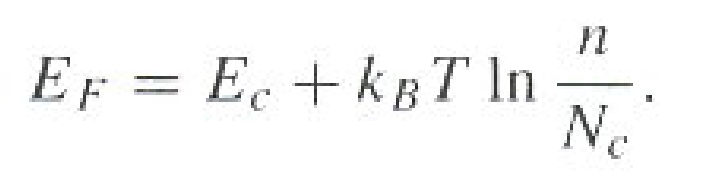 E_F = E_c + k_B T ln n/N_c.